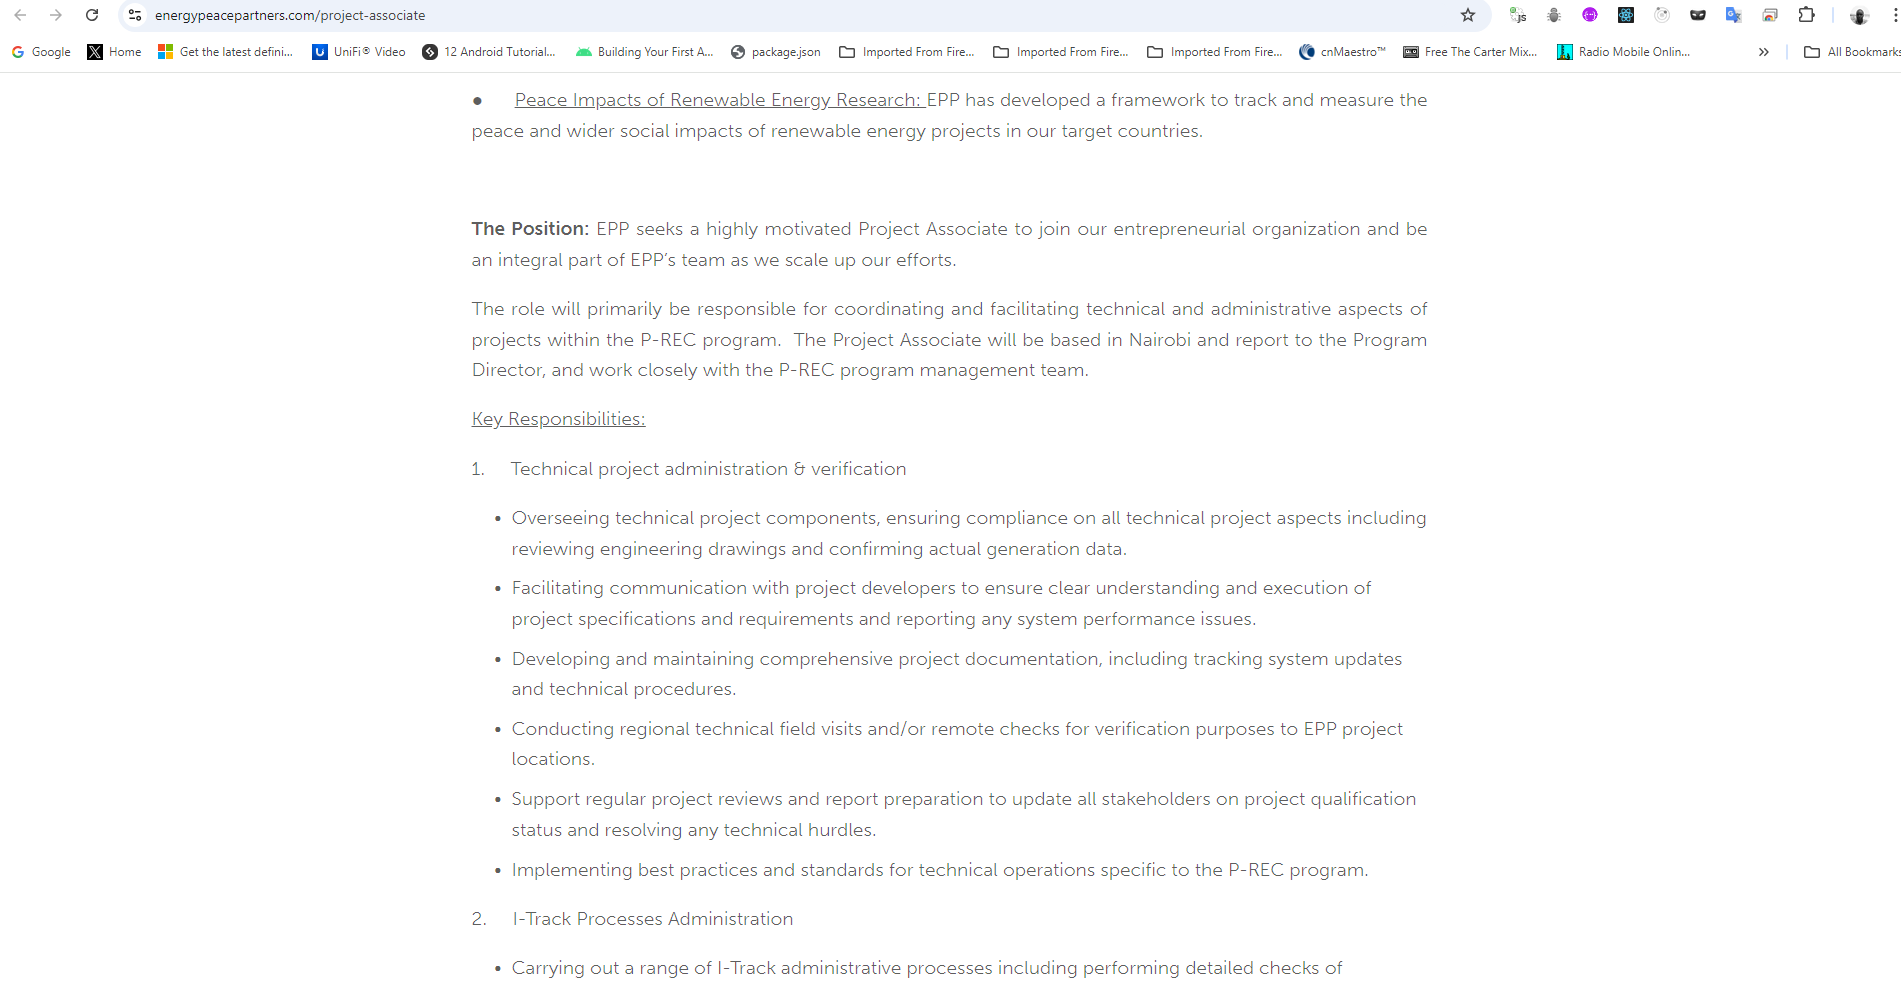 energypeacepartners.com/project-associate
Google
Home
Get the latest defini...
UniFi® Video
12 Android Tutorial...
Building Your First A...
package.json
Imported From Fire...
Imported From Fire...
Imported From Fire...
cnMaestro™
Free The Carter Mix...
Radio Mobile Onlin...
»
All Bookmarks
● Peace Impacts of Renewable Energy Research: EPP has developed a framework to track and measure the
peace and wider social impacts of renewable energy projects in our target countries.
The Position: EPP seeks a highly motivated Project Associate to join our entrepreneurial organization and be
an integral part of EPP's team as we scale up our efforts.
The role will primarily be responsible for coordinating and facilitating technical and administrative aspects of
projects within the P-REC program. The Project Associate will be based in Nairobi and report to the Program
Director, and work closely with the P-REC program management team.
Key Responsibilities:
1. Technical project administration & verification
• Overseeing technical project components, ensuring compliance on all technical project aspects including
reviewing engineering drawings and confirming actual generation data.
• Facilitating communication with project developers to ensure clear understanding and execution of
project specifications and requirements and reporting any system performance issues.
• Developing and maintaining comprehensive project documentation, including tracking system updates
and technical procedures.
• Conducting regional technical field visits and/or remote checks for verification purposes to EPP project
locations.
• Support regular project reviews and report preparation to update all stakeholders on project qualification
status and resolving any technical hurdles.
• Implementing best practices and standards for technical operations specific to the P-REC program.
2. I-Track Processes Administration
• Carrying out a range of I-Track administrative processes including performing detailed checks of